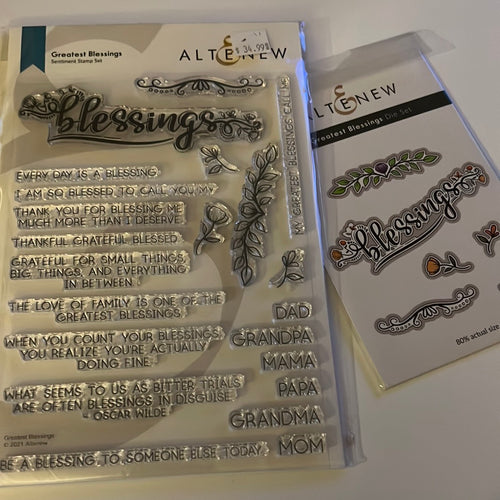 Greatest Blessings
Sentiment Stamp Set
ALTENEW
$ 34.99
blessings
EVERY DAY IS A BLESSING
I AM SO BLESSED TO CALL YOU MY
THANK YOU FOR BLESSING ME
MUCH MORE THAN I DESERVE
THANKFUL GRATEFUL BLESSED
GRATEFUL FOR SMALL THINGS,
BIG THINGS, AND EVERYTHING
IN BETWEEN
THE LOVE OF FAMILY IS ONE OF THE
GREATEST BLESSINGS
WHEN YOU COUNT YOUR BLESSINGS,
YOU REALIZE YOU'RE ACTUALLY
DOING FINE
WHAT SEEMS TO US AS BITTER TRIALS
ARE OFTEN BLESSINGS IN DISGUISE
- OSCAR WILDE
BE A BLESSING TO SOMEONE ELSE TODAY
MY GREATEST BLESSINGS CALL ME
DAD
GRANDPA
MAMA
PAPA
GRANDMA
MOM
Greatest Blessings
© 2021 Altenew
ALTENEW
Greatest Blessings Die Set
blessings
80% actual size